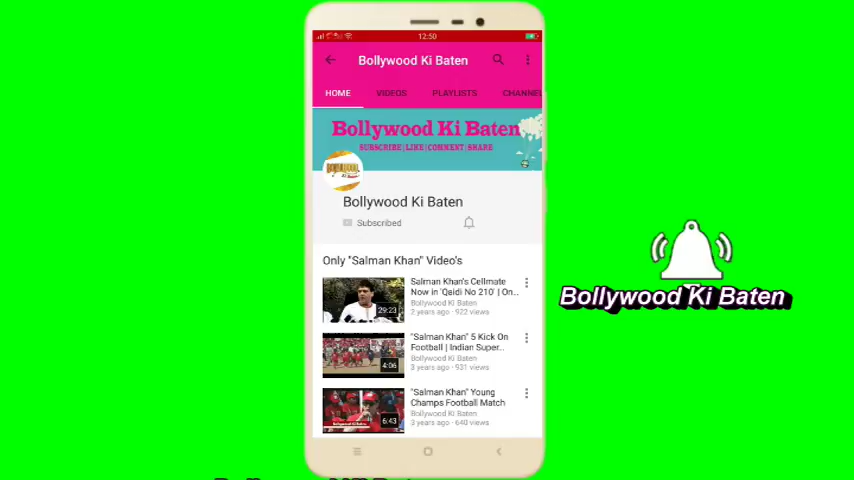 12:50
Bollywood Ki Baten
HOME VIDEOS PLAYLISTS CHANNEL
Bollywood Ki Baten
SUBSCRIBE|LIKE|COMMENT|SHARE
Bollywood Ki Baten
Subscribed
Only "Salman Khan" Video's
Salman Khan's Cellmate
Now in 'Qaidi No 210' | On...
Bollywood Ki Baten
2 years ago · 922 views
29:23
"Salman Khan" 5 Kick On
Football | Indian Super...
Bollywood Ki Baten
3 years ago · 931 views
4:06
"Salman Khan" Young
Champs Football Match
Bollywood Ki Baten
3 years ago · 640 views
6:43
Bollywood Ki Baten